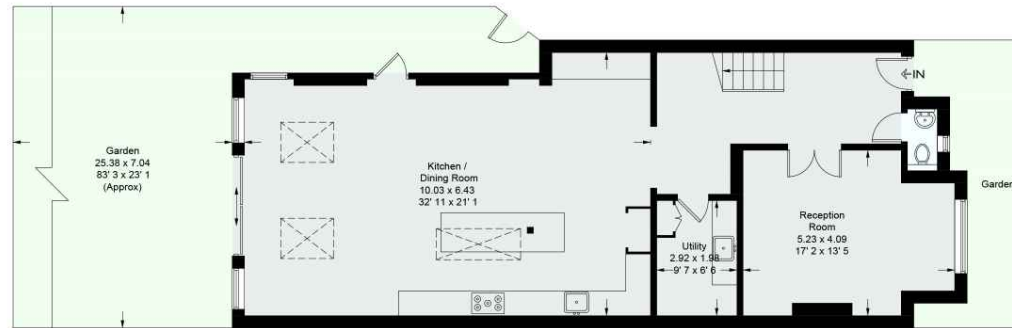 Garden
25.38 x 7.04
83' 3 x 23' 1
(Approx)
Kitchen /
Dining Room
10.03 x 6.43
32' 11 x 21' 1
Utility
2.92 x 1.98
9' 7 x 6' 6
Reception
Room
5.23 x 4.09
17' 2 x 13' 5
IN
Garden